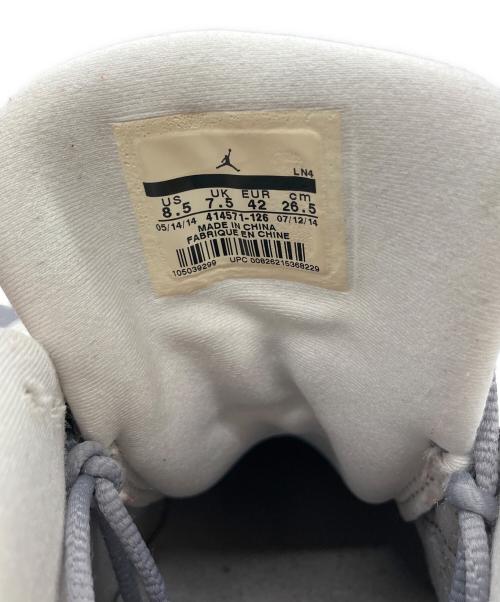 LN4
US UK EUR cm
8.5 7.5 42 26.5
05/14/14 414571-126 07/12/14
MADE IN CHINA
FABRIQUE EN CHINE
105039299 UPC 00826215368229